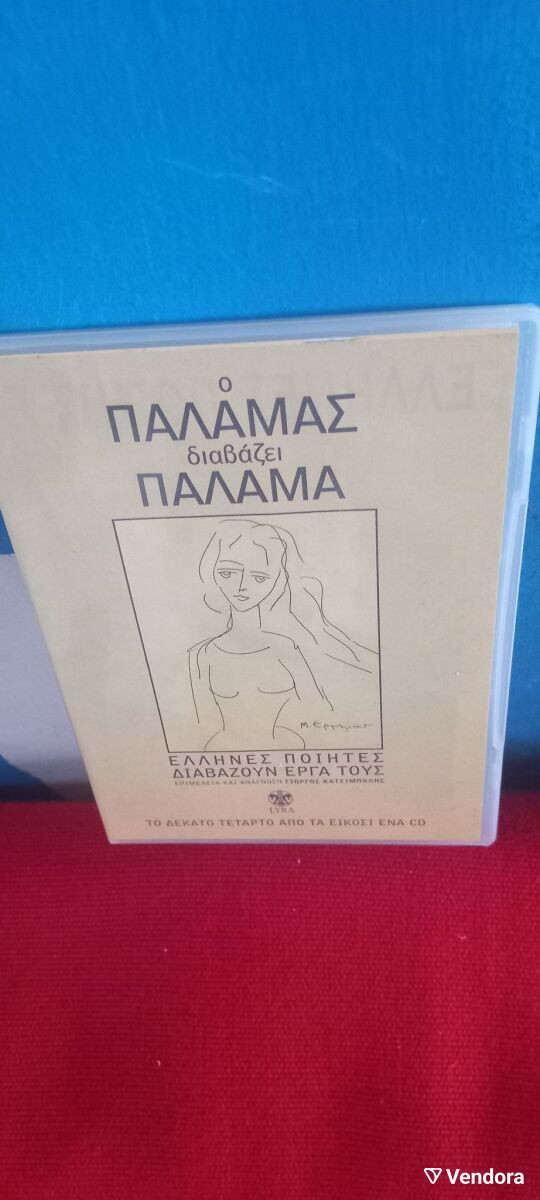 ο
ΠΑΛΑΜΑΣ
διαβάζει
ΠΑΛΑΜΑ
ΕΛΛΗΝΕΣ ΠΟΙΗΤΕΣ
ΔΙΑΒΑΖΟΥΝ ΕΡΓΑ ΤΟΥΣ
ΕΠΙΜΕΛΕΙΑ ΚΑΙ ΑΝΑΓΝΩΣΗ ΓΙΩΡΓΟΣ ΚΑΤΣΙΜΠΑΛΗΣ
LYRA
ΤΟ ΔΕΚΑΤΟ ΤΕΤΑΡΤΟ ΑΠΟ ΤΑ ΕΙΚΟΣΙ ΕΝΑ CD
Vendora